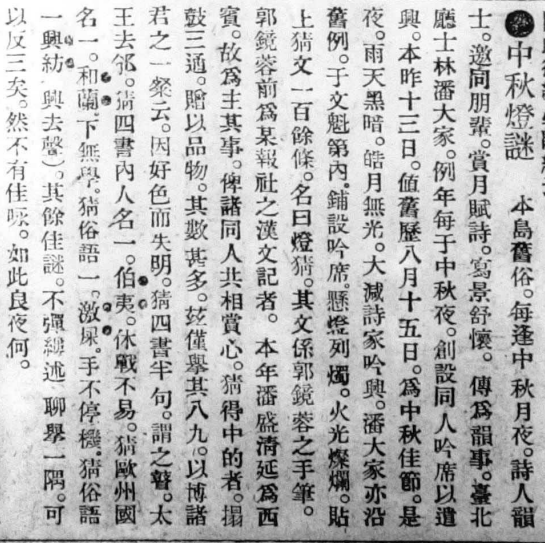 ●中秋燈謎　本島舊俗。每逢中秋月夜。詩人韻
士。邀同朋輩。賞月賦詩。寫景舒懷。傳爲韻事。臺北
廳士林潘大家。例年每于中秋夜。創設同人吟席以遣
興。本昨十三日。値舊歷八月十五日。爲中秋佳節。是
夜。雨天黑暗。皓月無光。大減詩家吟興。潘大家亦沿
舊例。于文魁第內。鋪設吟席。懸燈列燭。火光燦爛。貼
上猜文一百餘條。名曰燈猜。其文係郭鏡蓉之手筆。
郭鏡蓉前爲某報社之漢文記者。本年潘盛淸延爲西
賓。故爲主其事。俾諸同人共相賞心。猜得中的者。搨
鼓三通。贈以品物。其數甚多。玆僅擧其八九。以博諸
君之一粲云。因好色而失明。猜四書半句。謂之瞽。太
王去邠。猜四書內人名一。伯夷。休戰不易。猜歐州國
名一。和蘭。下無學。猜俗語一。激屎。手不停機。猜俗語
一興紡 興去聲）。其餘佳謎。不彈縷述 聊擧一隅。可
以反三矣。然不有佳咏。如此良夜何。